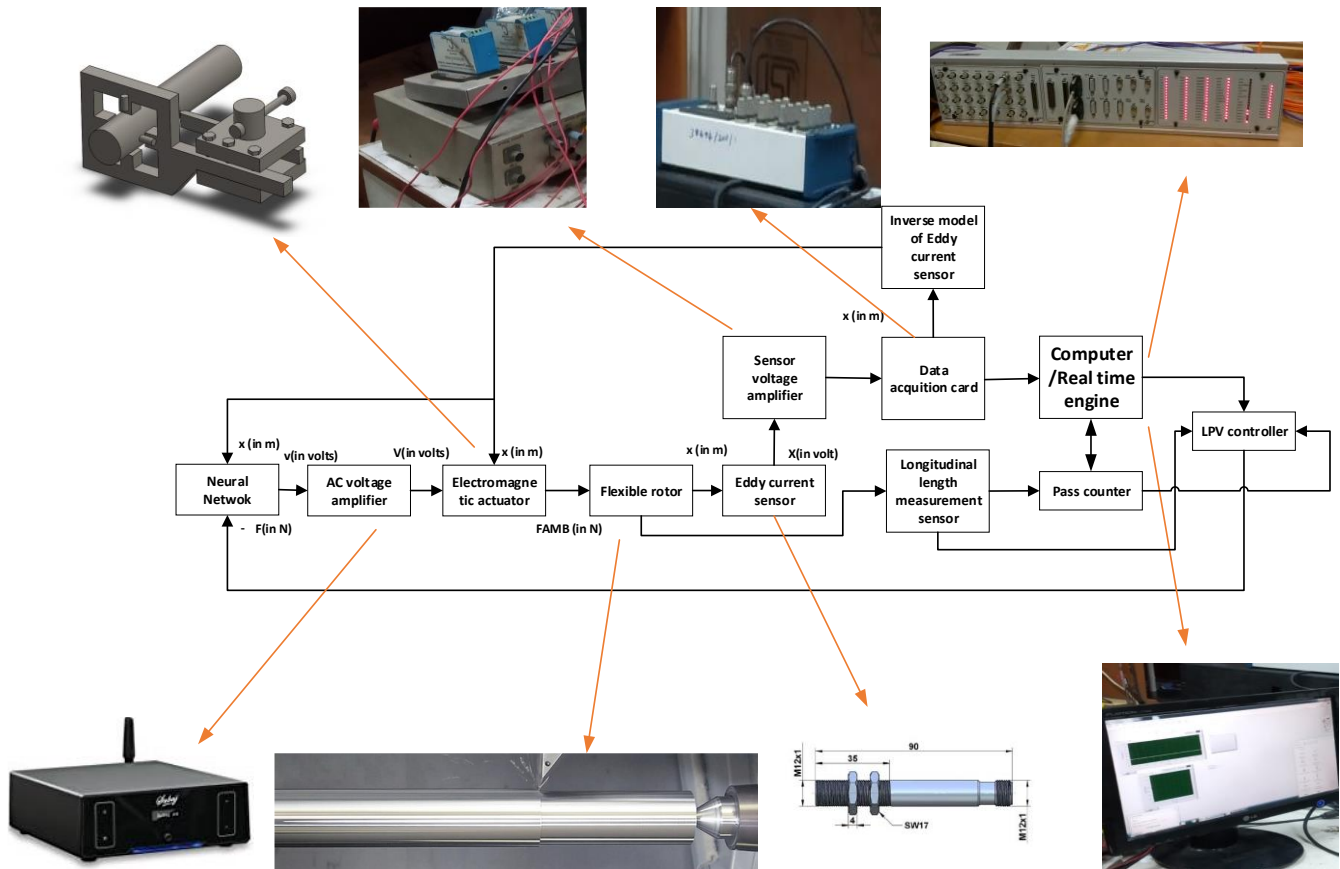 34696/2011
Inverse model
of Eddy
current
sensor
x (in m)
Sensor
voltage
amplifier
Data
acquition card
Computer
/Real time
engine
LPV controller
x (in m)
v(in volts)
V(in volts)
x (in m)
x (in m)
X(in volt)
Neural
Netwok
AC voltage
amplifier
Electromagne
tic actuator
Flexible rotor
Eddy current
sensor
Longitudinal
length
measurement
sensor
Pass counter
- F(in N)
FAMB (in N)
90
35
M12x1
4
SW17
M12x1